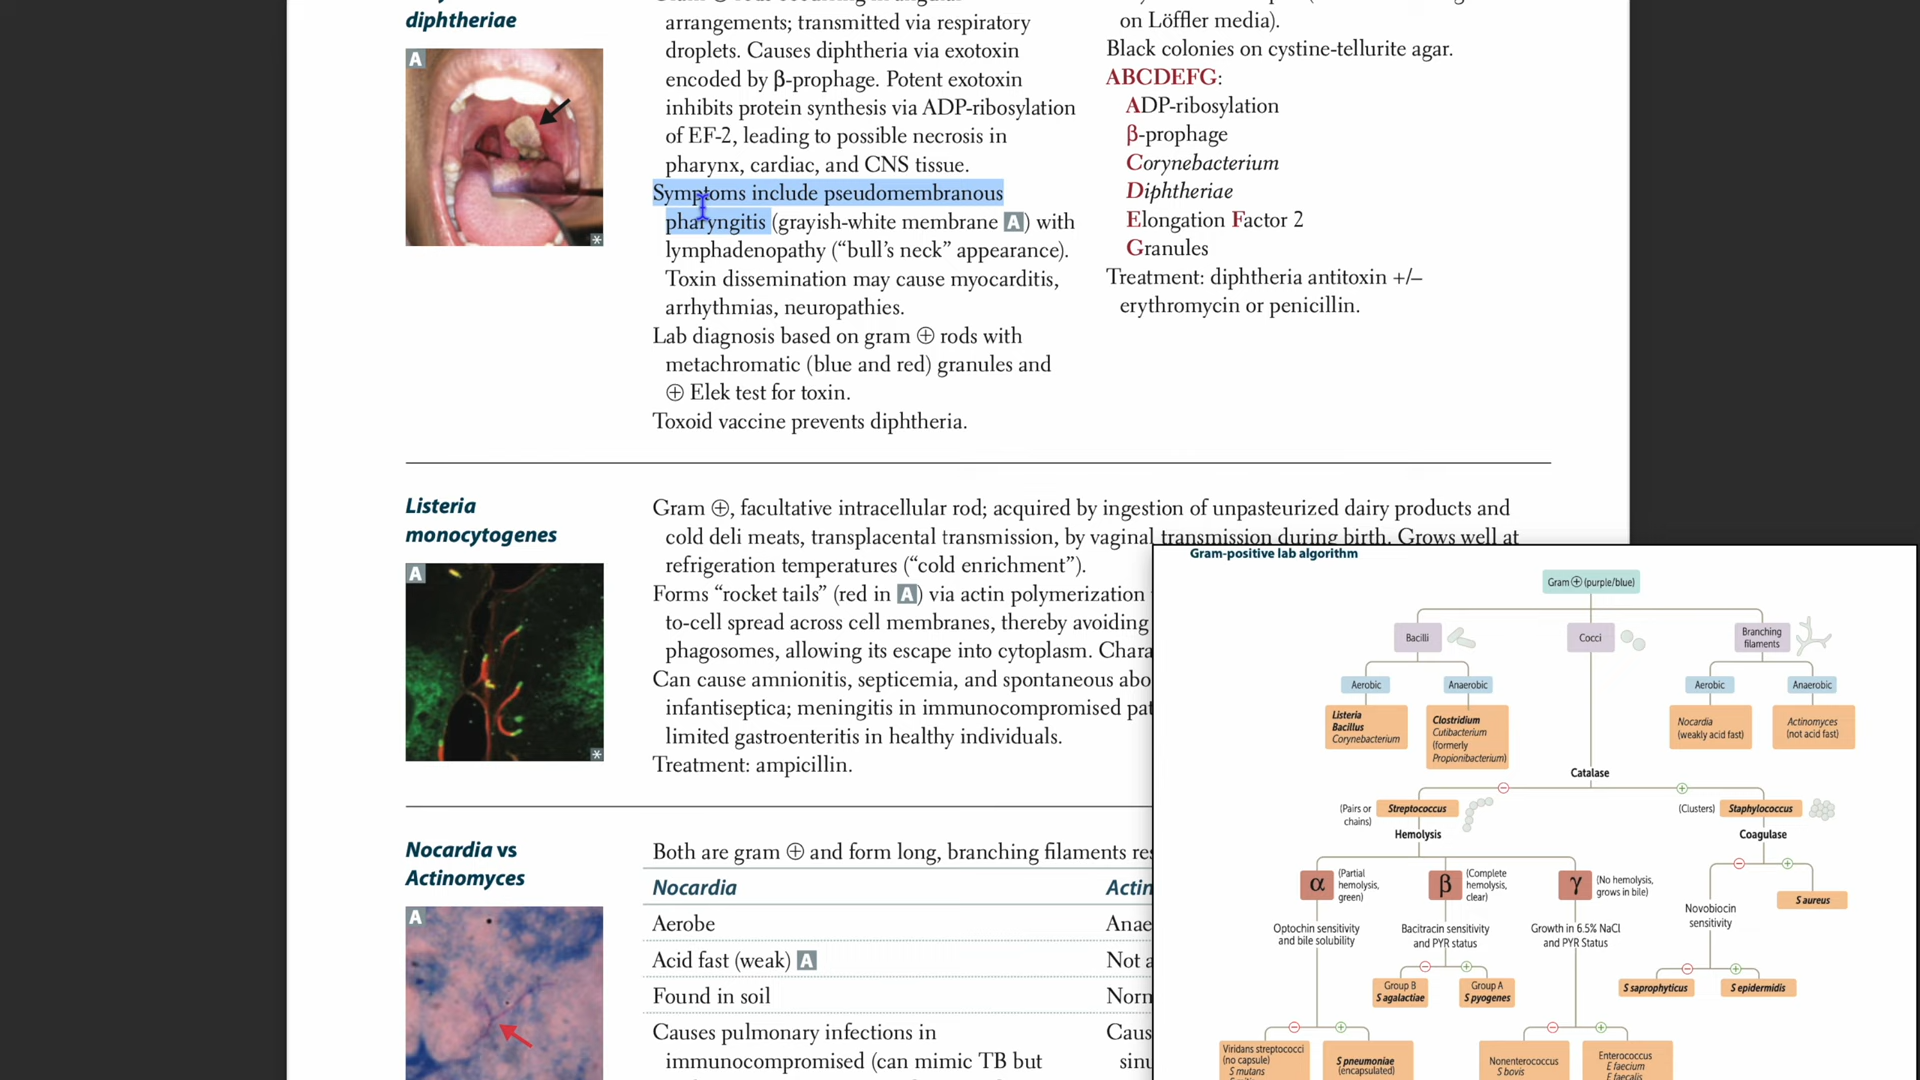 diphtheriae
A
arrangements; transmitted via respiratory
droplets. Causes diphtheria via exotoxin
encoded by β-prophage. Potent exotoxin
inhibits protein synthesis via ADP-ribosylation
of EF-2, leading to possible necrosis in
pharynx, cardiac, and CNS tissue.
Symptoms include pseudomembranous
pharyngitis (grayish-white membrane A) with
lymphadenopathy (“bull’s neck” appearance).
Toxin dissemination may cause myocarditis,
arrhythmias, neuropathies.
Lab diagnosis based on gram ⊕ rods with
metachromatic (blue and red) granules and
⊕ Elek test for toxin.
Toxoid vaccine prevents diphtheria.
on Löffler media).
Black colonies on cystine-tellurite agar.
ABCDEFG:
ADP-ribosylation
β-prophage
Corynebacterium
Diphtheriae
Elongation Factor 2
Granules
Treatment: diphtheria antitoxin +/–
erythromycin or penicillin.
Listeria
monocytogenes
A
Gram ⊕, facultative intracellular rod; acquired by ingestion of unpasteurized dairy products and
cold deli meats, transplacental transmission, by vaginal transmission during birth. Grows well at
refrigeration temperatures (“cold enrichment”).
Forms “rocket tails” (red in A) via actin polymerization
to-cell spread across cell membranes, thereby avoiding
phagosomes, allowing its escape into cytoplasm. Chara
Can cause amnionitis, septicemia, and spontaneous abo
infantiseptica; meningitis in immunocompromised pat
limited gastroenteritis in healthy individuals.
Treatment: ampicillin.
Nocardia vs
Actinomyces
A
Both are gram ⊕ and form long, branching filaments res
Nocardia
Actin
Aerobe
Anae
Acid fast (weak) A
Not a
Found in soil
Norn
Causes pulmonary infections in
Caus
immunocompromised (can mimic TB but
sinu
Gram-positive lab algorithm
Gram ⊕ (purple/blue)
Bacilli
Cocci
Branching
filaments
Aerobic
Anaerobic
Aerobic
Anaerobic
Listeria
Bacillus
Corynebacterium
Clostridium
Cutibacterium
(formerly
Propionibacterium)
Nocardia
(weakly acid fast)
Actinomyces
(not acid fast)
Catalase
(Pairs or
chains)
Streptococcus
(Clusters)
Staphylococcus
Hemolysis
Coagulase
α
(Partial
hemolysis,
green)
β
(Complete
hemolysis,
clear)
γ
(No hemolysis,
grows in bile)
S aureus
Novobiocin
sensitivity
Optochin sensitivity
and bile solubility
Bacitracin sensitivity
and PYR status
Growth in 6.5% NaCl
and PYR Status
Group B
S agalactiae
Group A
S pyogenes
S saprophyticus
S epidermidis
Viridans streptococci
(no capsule)
S mutans
S pneumoniae
(encapsulated)
Nonenterococcus
S bovis
Enterococcus
E faecium
E faecalis